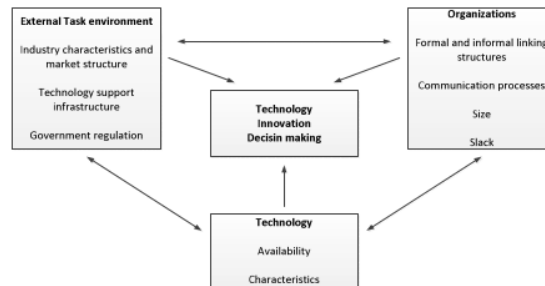 External Task environment
Industry characteristics and
market structure
Technology support
infrastructure
Government regulation
Organizations
Formal and informal linking
structures
Communication processes
Size
Slack
Technology
Innovation
Decisin making
Technology
Availability
Characteristics